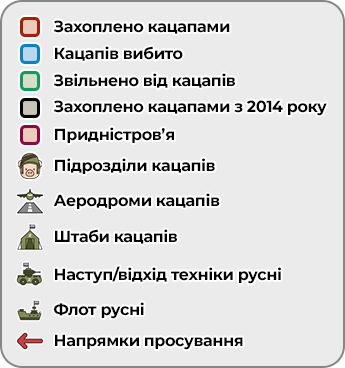 Захоплено кацапами
Кацапів вибито
Звільнено від кацапів
Захоплено кацапами з 2014 року
Придністров’я
Підрозділи кацапів
Аеродроми кацапів
Штаби кацапів
Наступ/відхід техніки русні
Флот русні
Напрямки просування